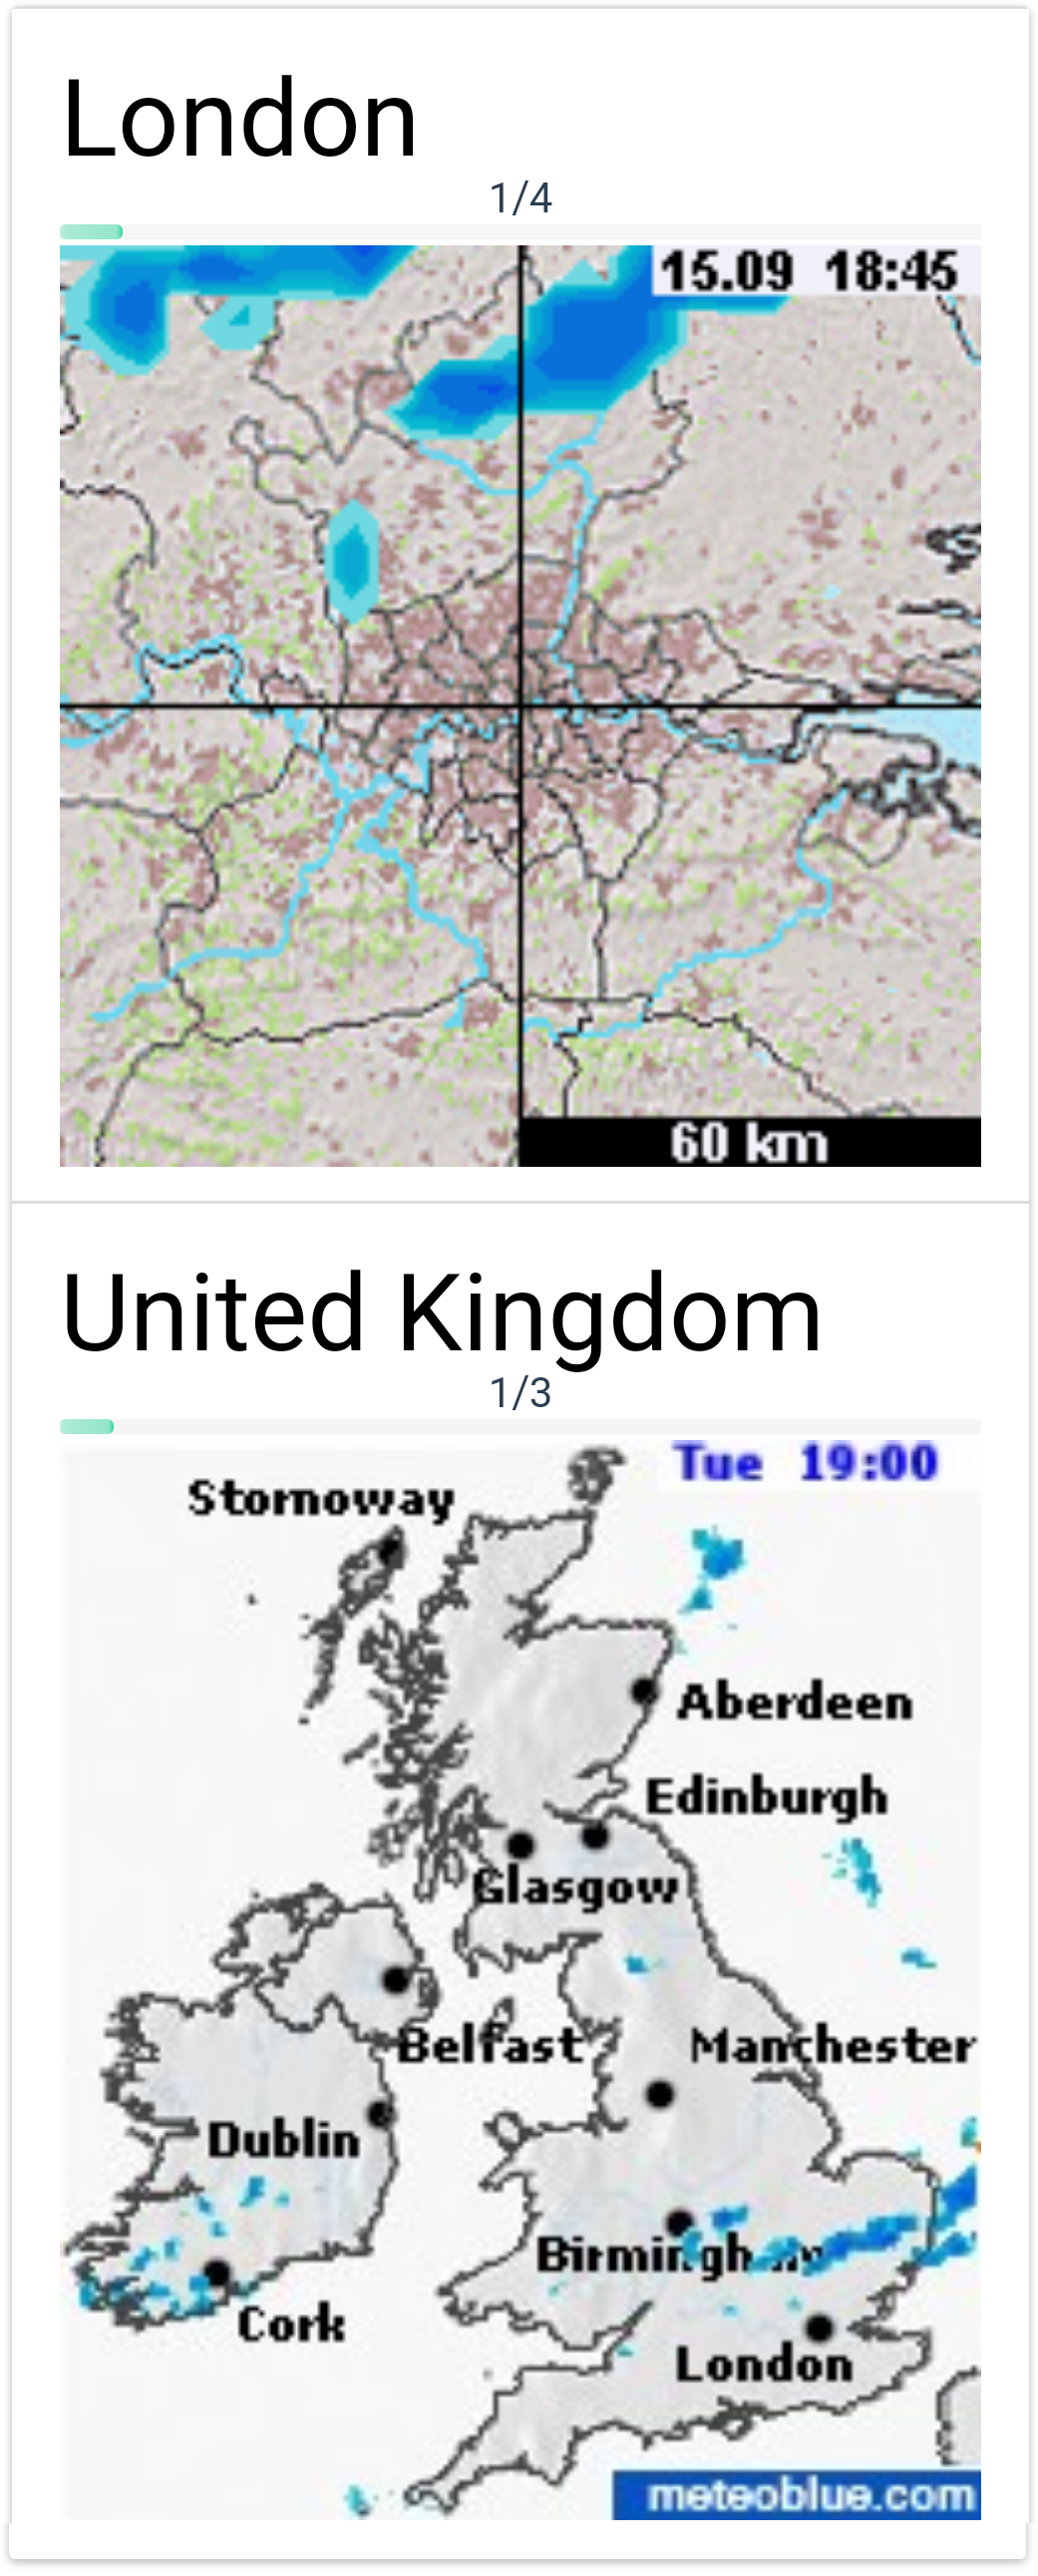 London
1/4
15.09 18:45
60 km
United Kingdom
1/3
Tue 19:00
Stornoway
Aberdeen
Edinburgh
Glasgow
Belfast
Manchester
Dublin
Birmingham
Cork
London
meteoblue.com